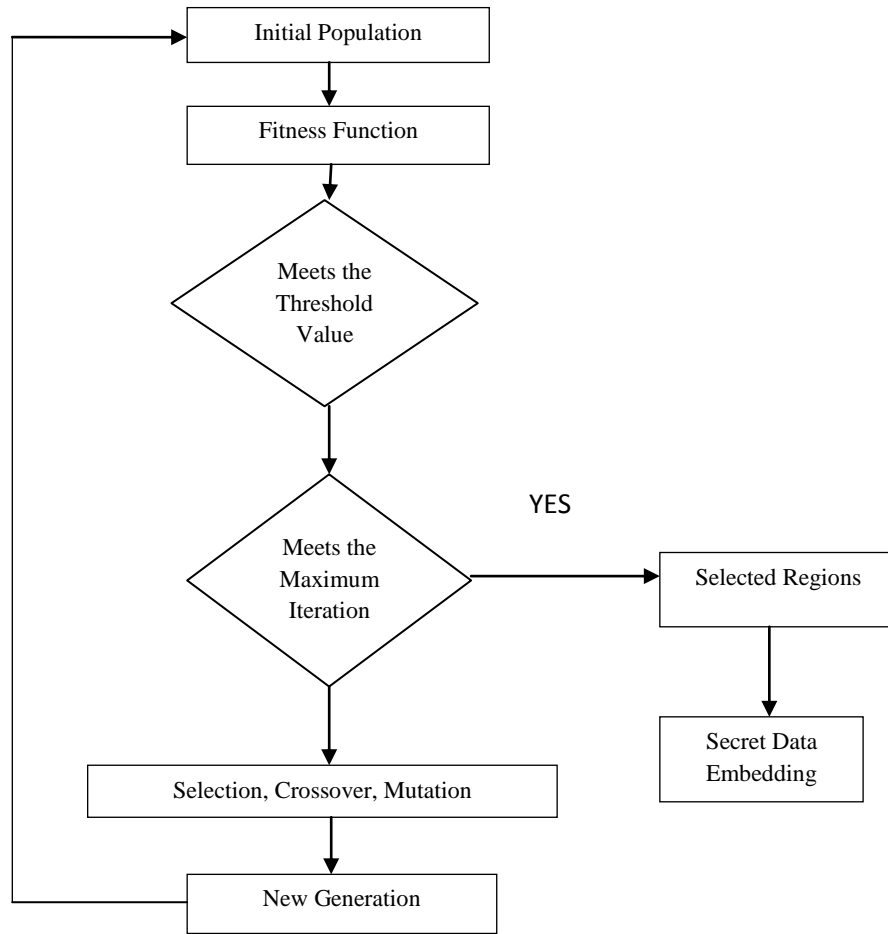 Initial Population
Fitness Function
Meets the
Threshold
Value
YES
Meets the
Maximum
Iteration
Selected Regions
Secret Data
Embedding
Selection, Crossover, Mutation
New Generation